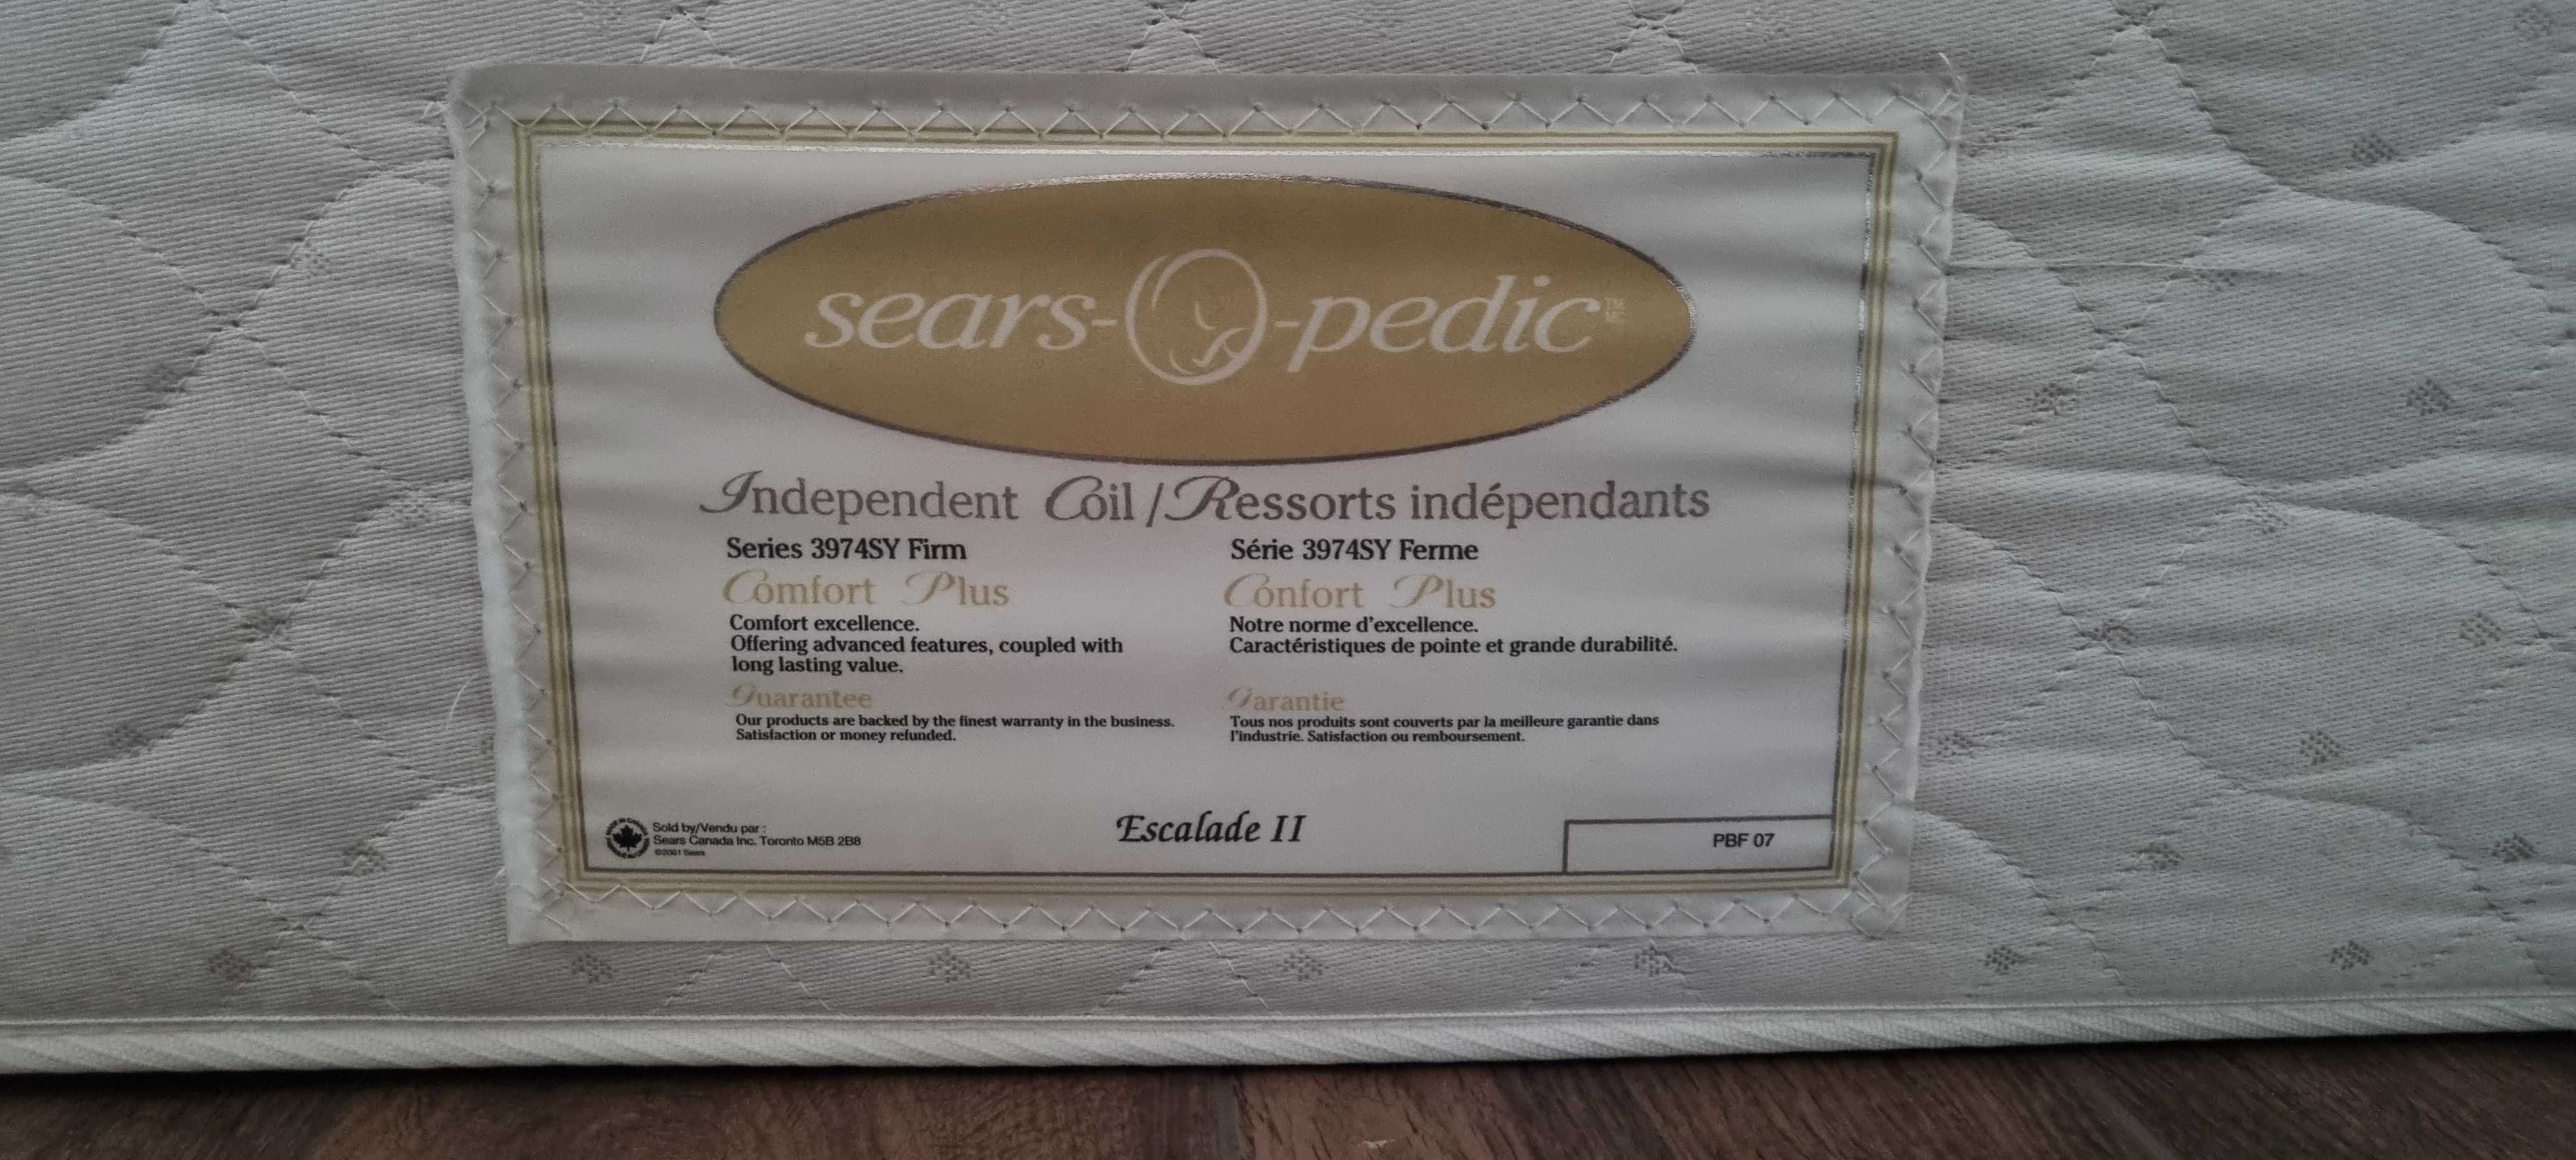 sears-O-pedic™
Independent Coil / Ressorts indépendants
Series 3974SY Firm
Comfort Plus
Comfort excellence.
Offering advanced features, coupled with
long lasting value.
Guarantee
Our products are backed by the finest warranty in the business.
Satisfaction or money refunded.
Série 3974SY Ferme
Confort Plus
Notre norme d'excellence.
Caractéristiques de pointe et grande durabilité.
Garantie
Tous nos produits sont couverts par la meilleure garantie dans
l'industrie. Satisfaction ou remboursement.
Sold by/Vendu par :
Sears Canada Inc. Toronto M5B 2B8
©2001 Sears
Escalade II
PBF 07